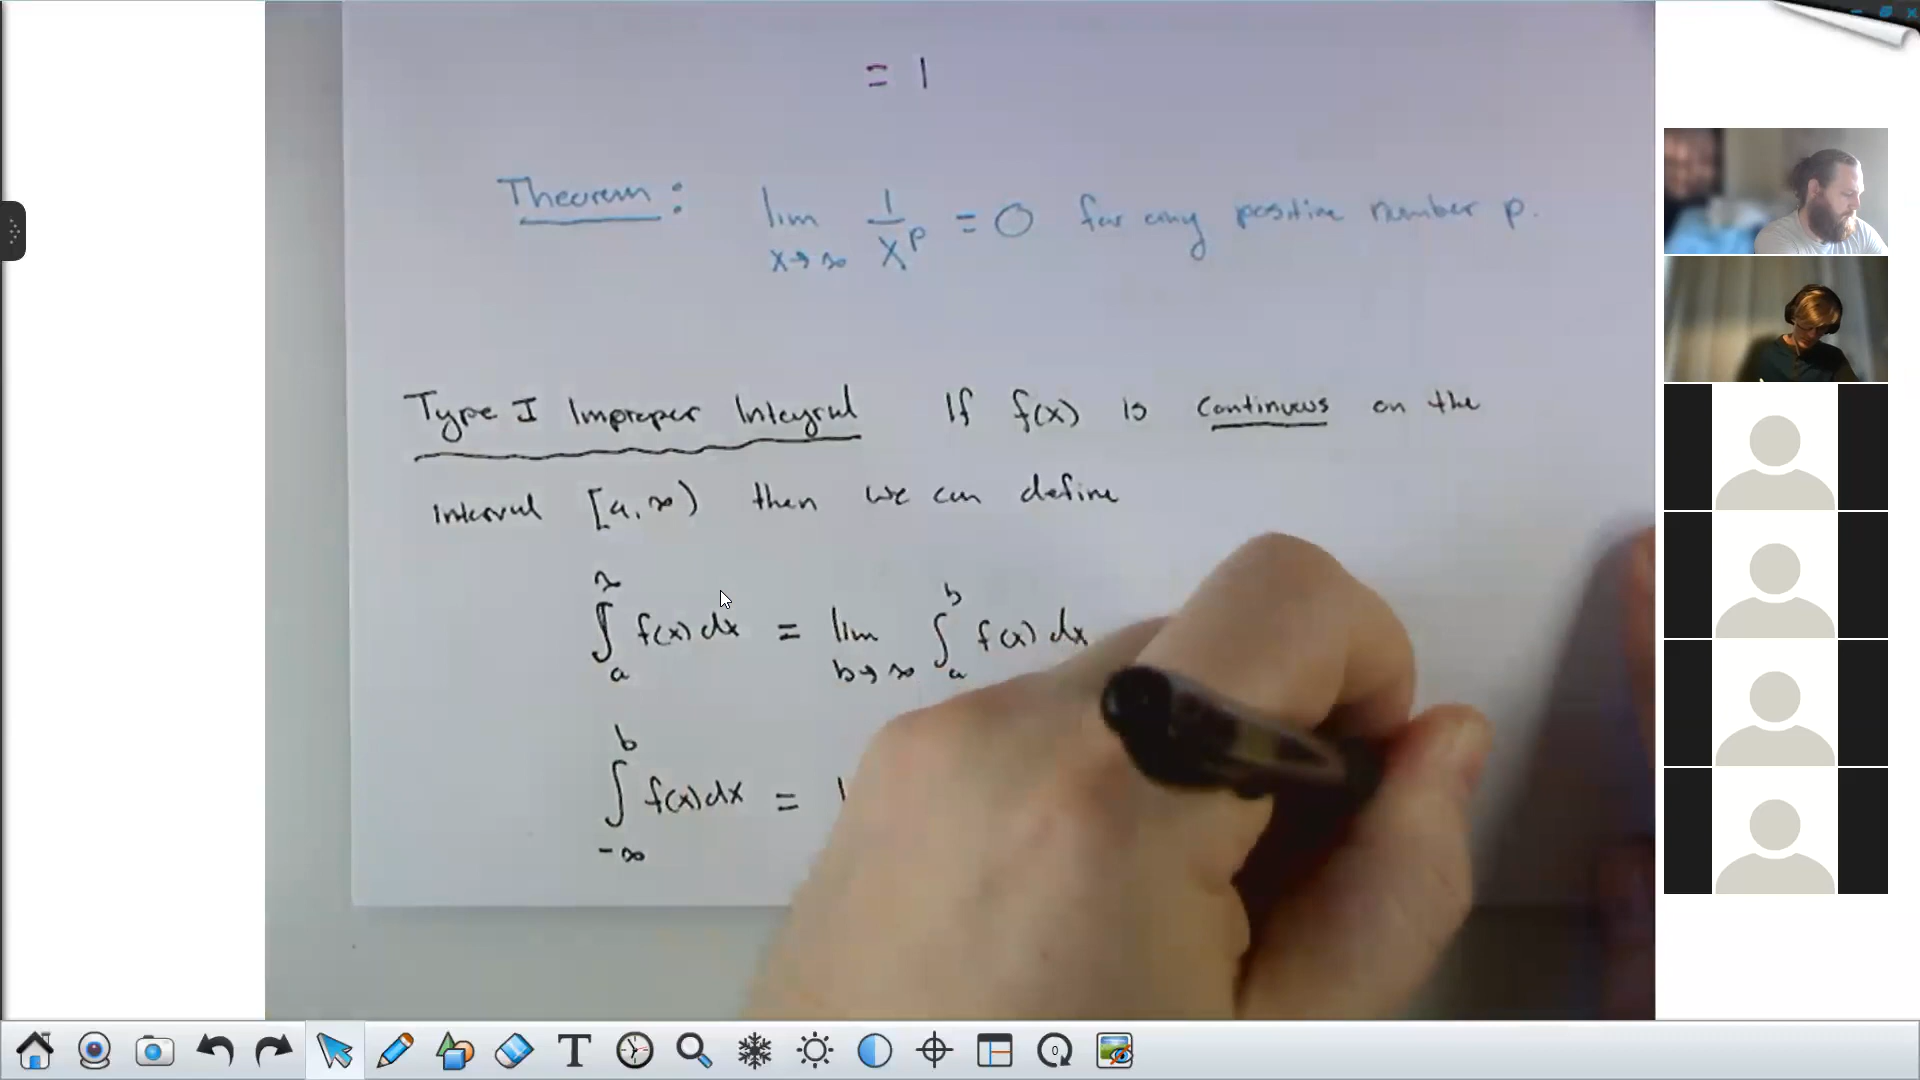 = 1
Theorem: lim x→∞ 1/x^p = 0 for any positive number p.
Type I Improper Integral If f(x) is continuous on the
interval [a, ∞) then we can define
∫_a^∞ f(x) dx = lim b→∞ ∫_a^b f(x) dx
∫_-∞^b f(x) dx = l
T
0